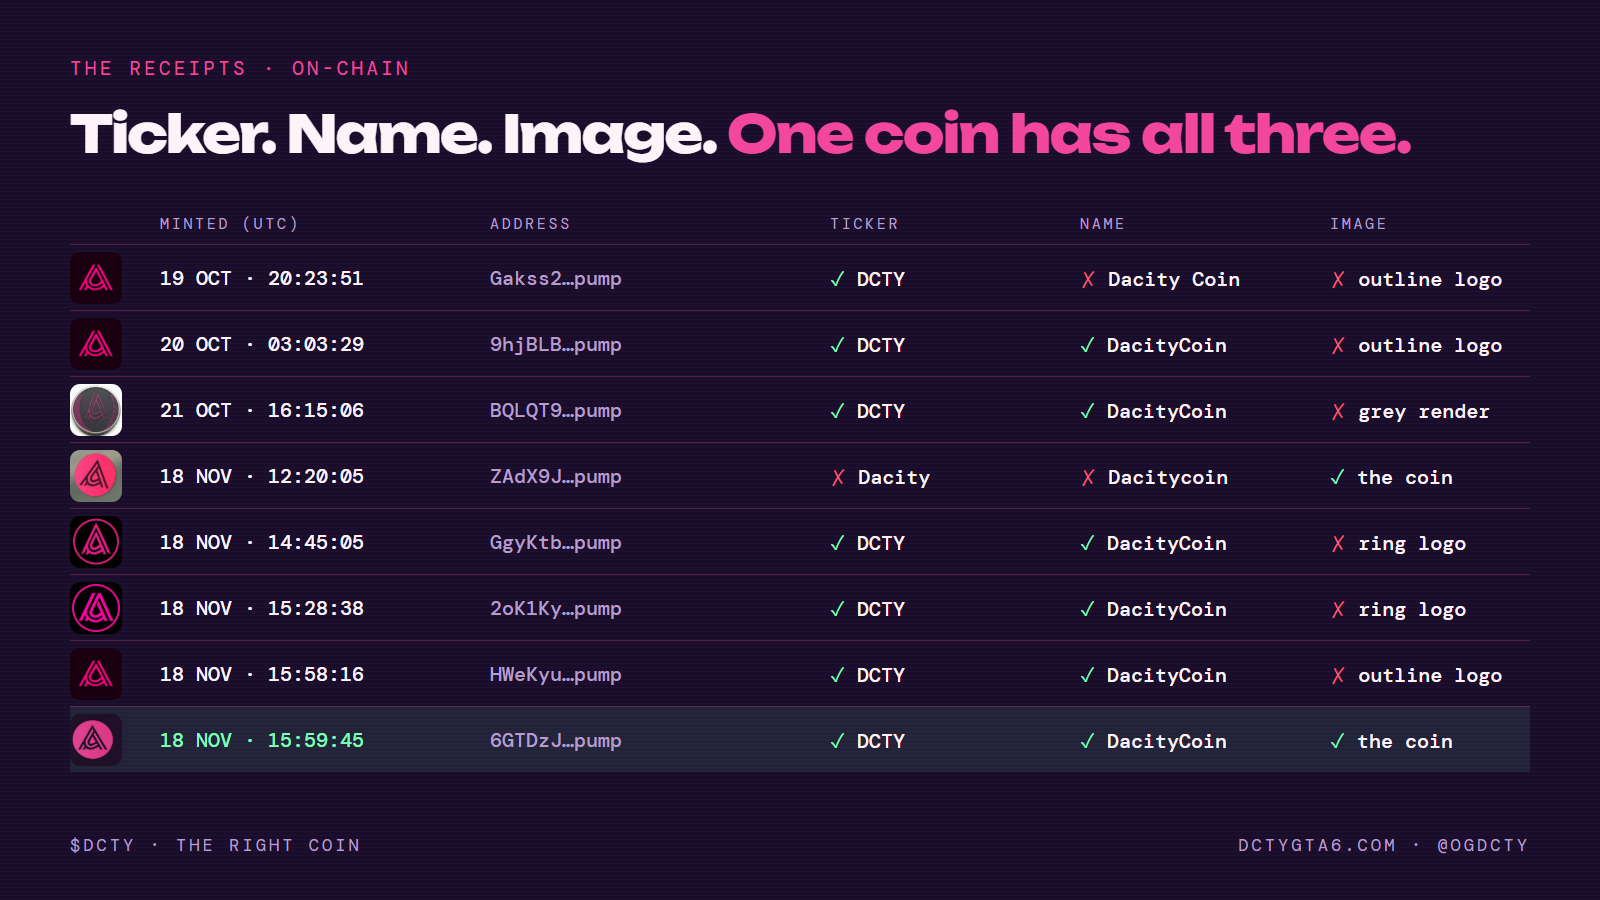 THE RECEIPTS · ON-CHAIN
Ticker. Name. Image. One coin has all three.
MINTED (UTC) ADDRESS TICKER NAME IMAGE
19 OCT · 20:23:51 Gakss2…pump ✓ DCTY ✗ Dacity Coin ✗ outline logo
20 OCT · 03:03:29 9hjBLB…pump ✓ DCTY ✓ DacityCoin ✗ outline logo
21 OCT · 16:15:06 BQLQT9…pump ✓ DCTY ✓ DacityCoin ✗ grey render
18 NOV · 12:20:05 ZAdX9J…pump ✗ Dacity ✗ Dacitycoin ✓ the coin
18 NOV · 14:45:05 GgyKtb…pump ✓ DCTY ✓ DacityCoin ✗ ring logo
18 NOV · 15:28:38 2oK1Ky…pump ✓ DCTY ✓ DacityCoin ✗ ring logo
18 NOV · 15:58:16 HWeKyu…pump ✓ DCTY ✓ DacityCoin ✗ outline logo
18 NOV · 15:59:45 6GTDzJ…pump ✓ DCTY ✓ DacityCoin ✓ the coin
$DCTY · THE RIGHT COIN DCTYGTA6.COM · @OGDCTY